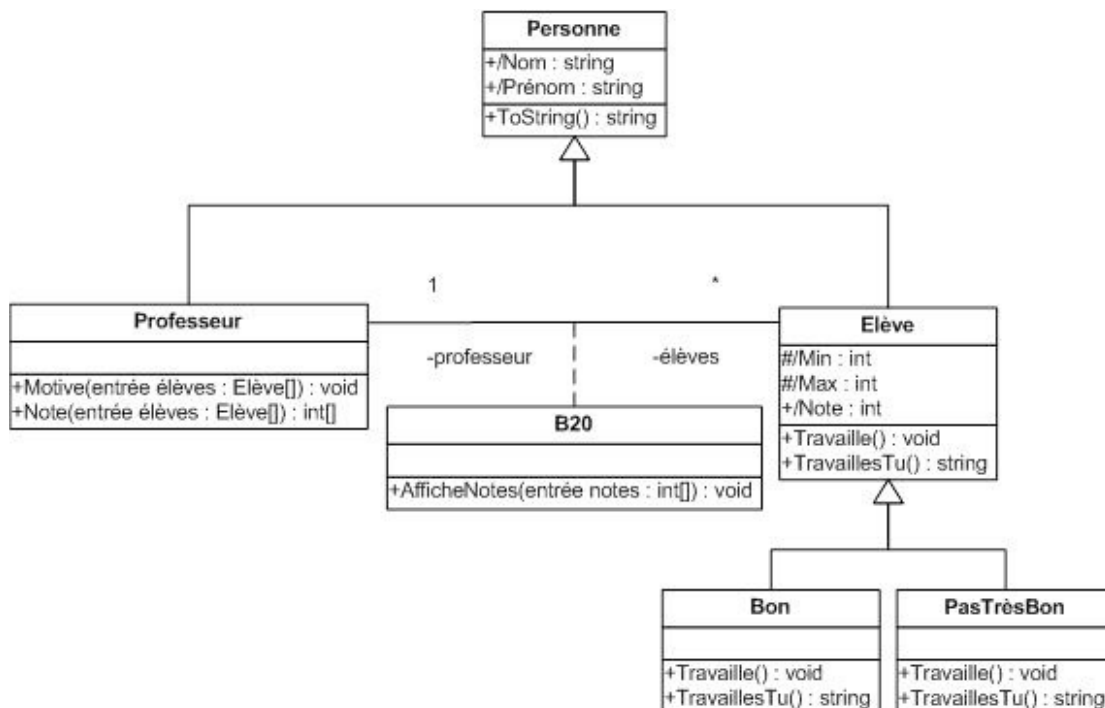 Personne
+/Nom : string
+/Prénom : string
+ToString() : string
1
*
Professeur
+Motive(entrée élèves : Elève[]) : void
+Note(entrée élèves : Elève[]) : int[]
-professeur
-élèves
Elève
#/Min : int
#/Max : int
+/Note : int
+Travaille() : void
+TravaillesTu() : string
B20
+AfficheNotes(entrée notes : int[]) : void
Bon
+Travaille() : void
+TravaillesTu() : string
PasTrèsBon
+Travaille() : void
+TravaillesTu() : string